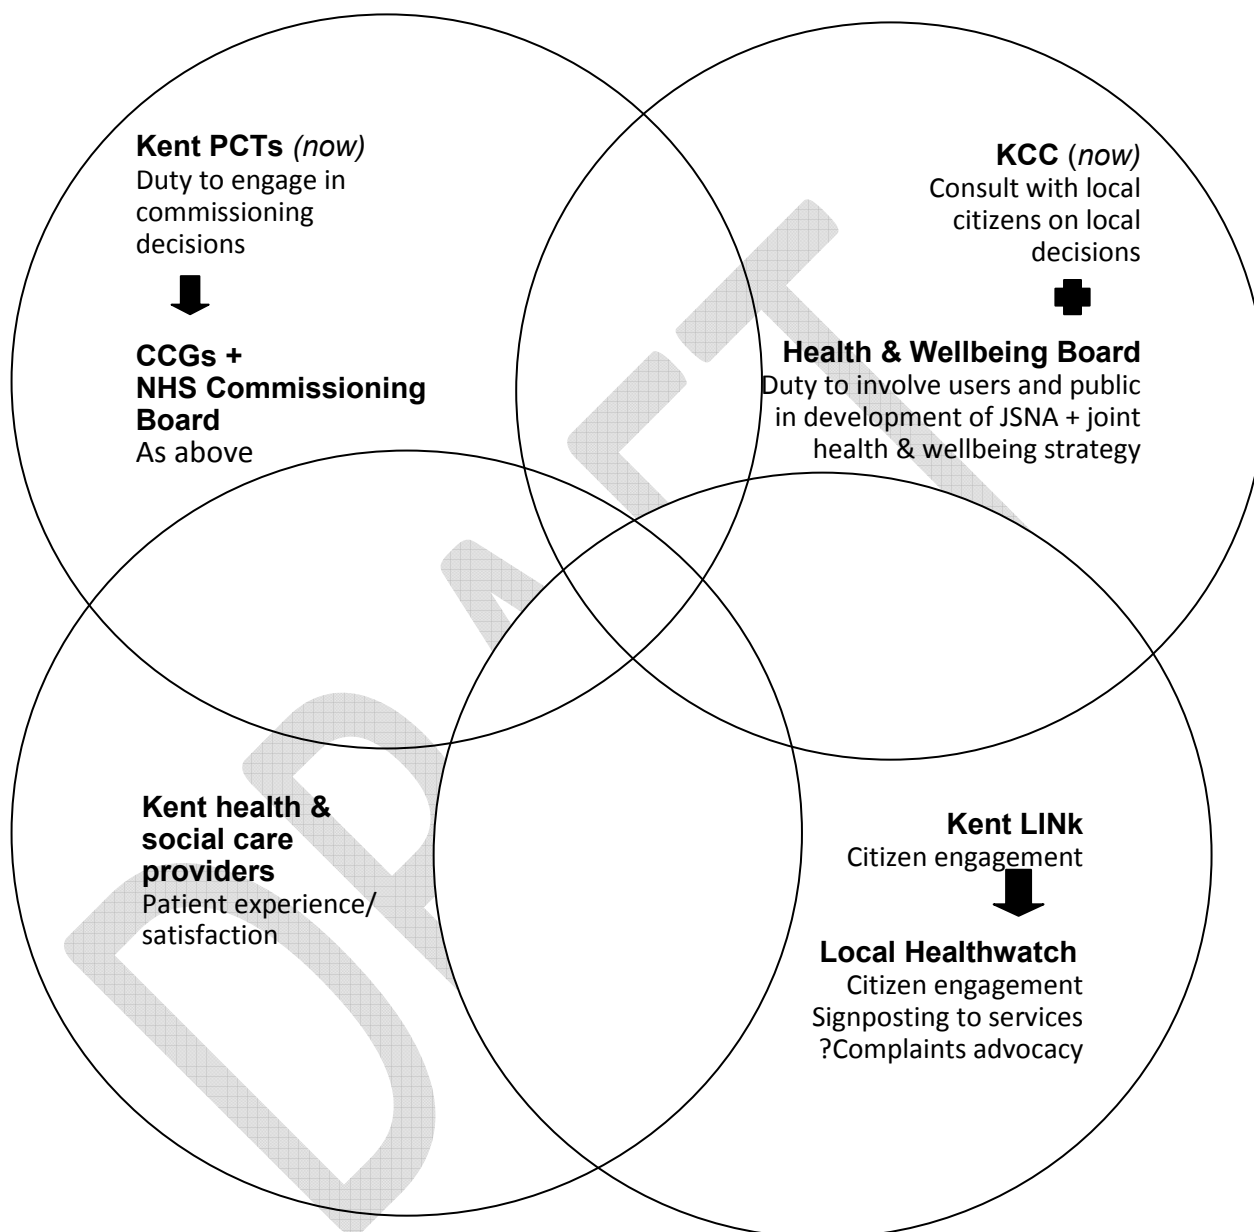 Kent PCTs (now)
Duty to engage in
commissioning
decisions
CCGs +
NHS Commissioning
Board
As above
KCC (now)
Consult with local
citizens on local
decisions
Health & Wellbeing Board
Duty to involve users and public
in development of JSNA + joint
health & wellbeing strategy
Kent health &
social care
providers
Patient experience/
satisfaction
Kent LINk
Citizen engagement
Local Healthwatch
Citizen engagement
Signposting to services
?Complaints advocacy
DRAFT